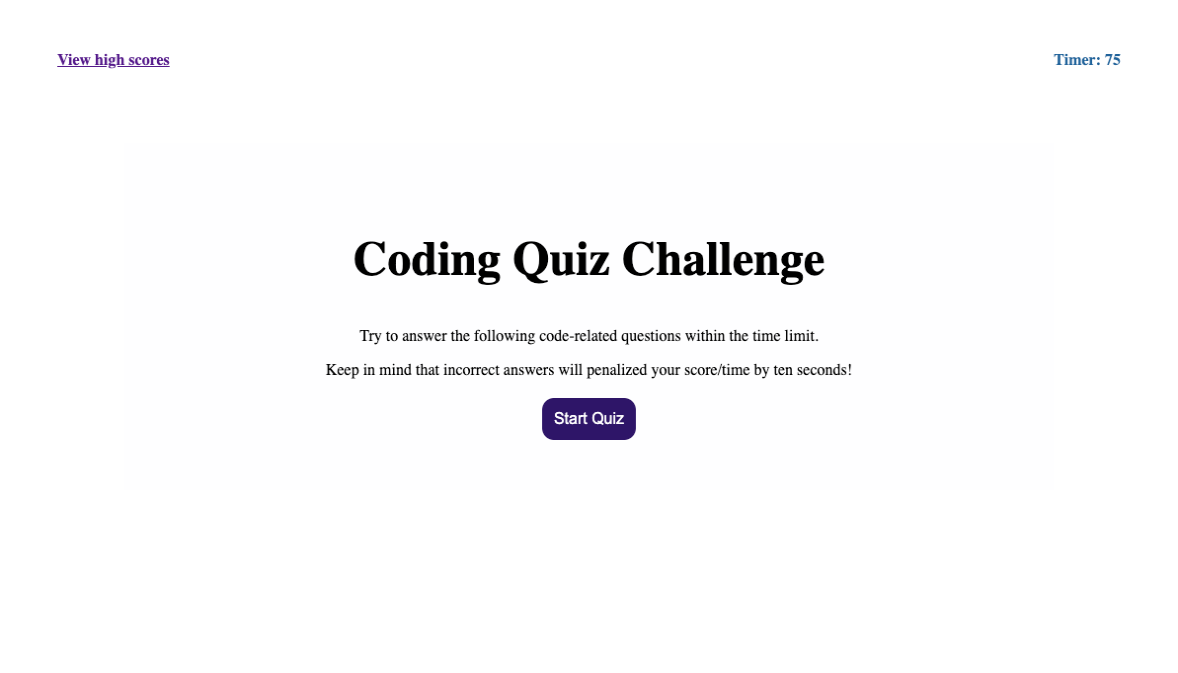 View high scores
Timer: 75
Coding Quiz Challenge
Try to answer the following code-related questions within the time limit.
Keep in mind that incorrect answers will penalized your score/time by ten seconds!
Start Quiz